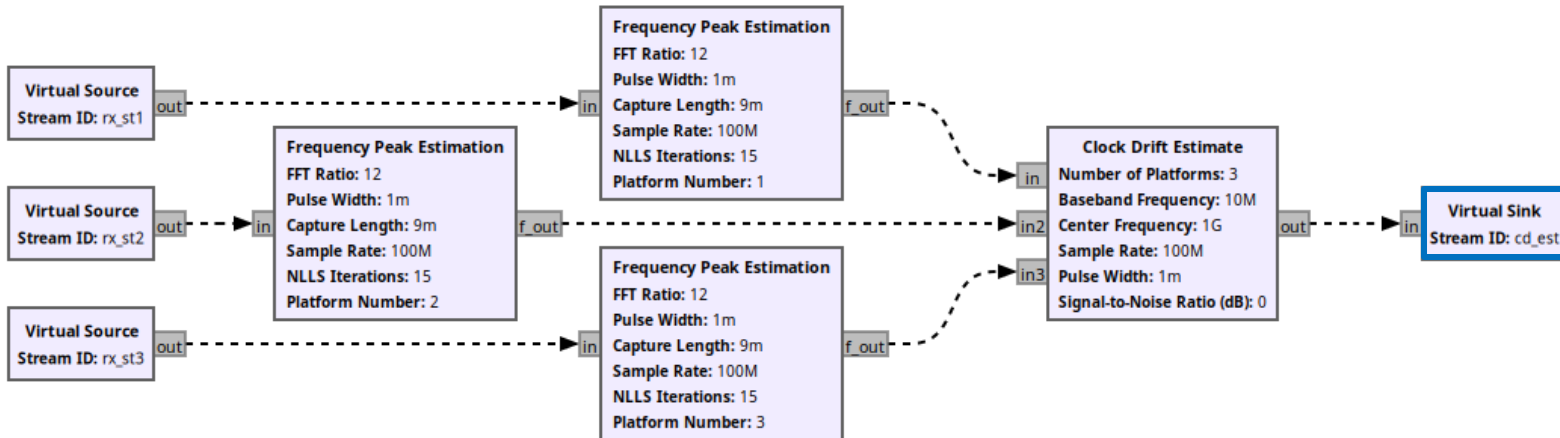 Virtual Source
Stream ID: rx_st1
out
in
Frequency Peak Estimation
FFT Ratio: 12
Pulse Width: 1m
Capture Length: 9m
Sample Rate: 100M
NLLS Iterations: 15
Platform Number: 1
f_out
Virtual Source
Stream ID: rx_st2
out
in
Frequency Peak Estimation
FFT Ratio: 12
Pulse Width: 1m
Capture Length: 9m
Sample Rate: 100M
NLLS Iterations: 15
Platform Number: 2
f_out
Virtual Source
Stream ID: rx_st3
out
in
Frequency Peak Estimation
FFT Ratio: 12
Pulse Width: 1m
Capture Length: 9m
Sample Rate: 100M
NLLS Iterations: 15
Platform Number: 3
f_out
in
in2
in3
Clock Drift Estimate
Number of Platforms: 3
Baseband Frequency: 10M
Center Frequency: 1G
Sample Rate: 100M
Pulse Width: 1m
Signal-to-Noise Ratio (dB): 0
out
in
Virtual Sink
Stream ID: cd_est